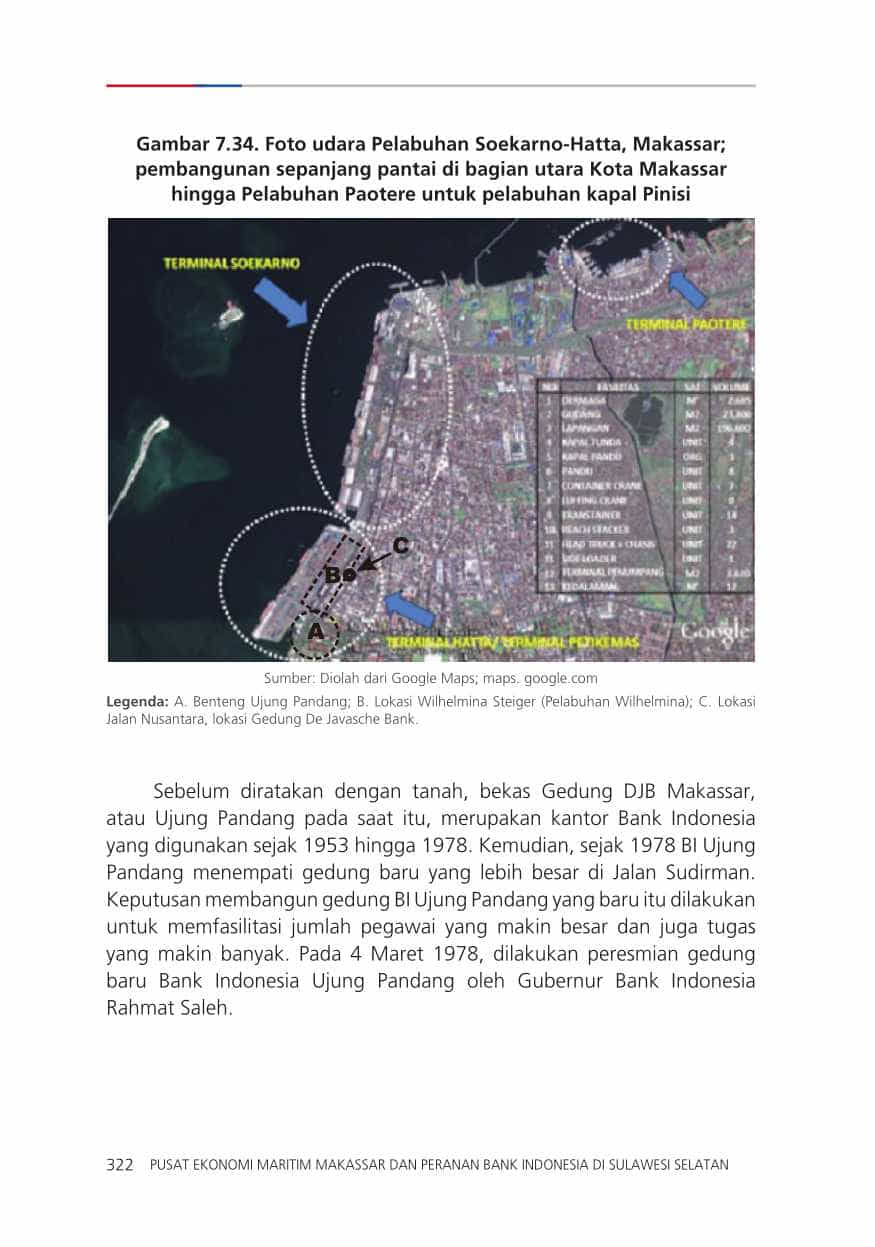 Gambar 7.34. Foto udara Pelabuhan Soekarno-Hatta, Makassar;
pembangunan sepanjang pantai di bagian utara Kota Makassar
hingga Pelabuhan Paotere untuk pelabuhan kapal Pinisi
TERMINAL SOEKARNO
TERMINAL PAOTERE
NO FASILITAS SAT VOLUME
1 DERMAGA M' 2.685
2 GUDANG M2
3 LAPANGAN M2
4 KAPAL TUNDA UNIT 4
5 KAPAL PANDU
6 PANDU UNIT 8
7 CONTAINER CRANE UNIT 7
8 LUFFING CRANE UNIT 0
9 TRANSTAINER UNIT 14
10 REACH STACKER UNIT 3
11 HEAD TRUCK + CHASIS UNIT 22
SIDE LOADER UNIT 1
12 TERMINAL PENUMPANG M2
13 KEDALAMAN M' 12
C
B
A
TERMINAL HATTA/ TERMINAL PETIKEMAS
Google
Sumber: Diolah dari Google Maps; maps. google.com
Legenda: A. Benteng Ujung Pandang; B. Lokasi Wilhelmina Steiger (Pelabuhan Wilhelmina); C. Lokasi
Jalan Nusantara, lokasi Gedung De Javasche Bank.
Sebelum diratakan dengan tanah, bekas Gedung DJB Makassar,
atau Ujung Pandang pada saat itu, merupakan kantor Bank Indonesia
yang digunakan sejak 1953 hingga 1978. Kemudian, sejak 1978 BI Ujung
Pandang menempati gedung baru yang lebih besar di Jalan Sudirman.
Keputusan membangun gedung BI Ujung Pandang yang baru itu dilakukan
untuk memfasilitasi jumlah pegawai yang makin besar dan juga tugas
yang makin banyak. Pada 4 Maret 1978, dilakukan peresmian gedung
baru Bank Indonesia Ujung Pandang oleh Gubernur Bank Indonesia
Rahmat Saleh.
322 PUSAT EKONOMI MARITIM MAKASSAR DAN PERANAN BANK INDONESIA DI SULAWESI SELATAN